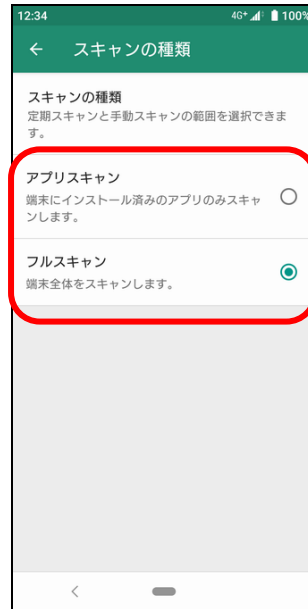 12:34 4G+ 100%
← スキャンの種類
スキャンの種類
定期スキャンと手動スキャンの範囲を選択できま
す。
アプリスキャン
端末にインストール済みのアプリのみスキャ
ンします。
フルスキャン
端末全体をスキャンします。